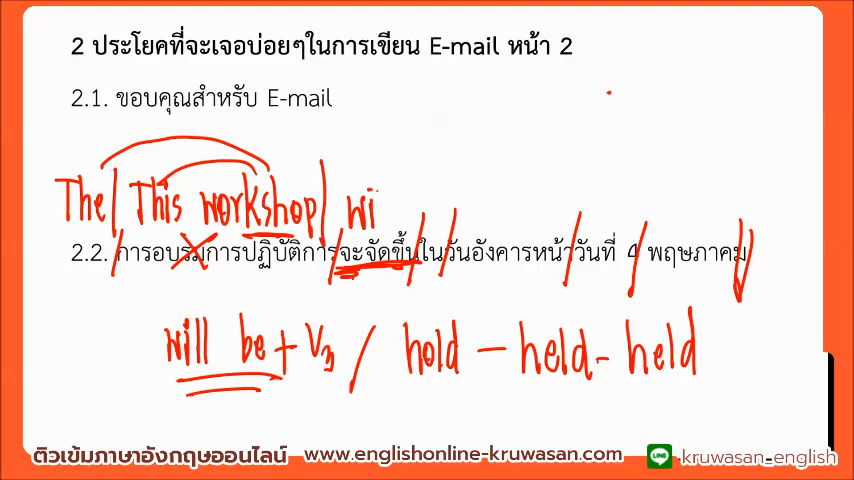 2 ประโยคที่จะเจอบ่อยๆในการเขียน E-mail หน้า 2
2.1. ขอบคุณสำหรับ E-mail
The | This workshop | wi
2.2. การอบรมการปฏิบัติการจะจัดขึ้นในวันอังคารหน้าวันที่ 4 พฤษภาคม
will be + V3 / hold - held - held
ติวเข้มภาษาอังกฤษออนไลน์ www.englishonline-kruwasan.com kruwasan_english